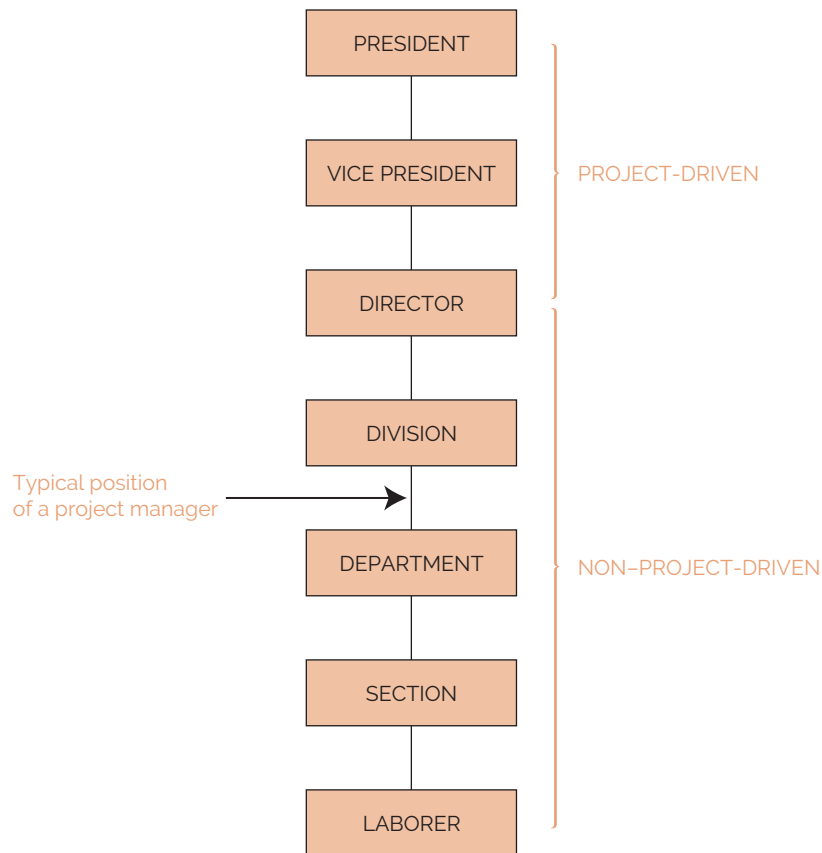 PRESIDENT
VICE PRESIDENT
PROJECT-DRIVEN
DIRECTOR
DIVISION
Typical position
of a project manager
DEPARTMENT
NON–PROJECT-DRIVEN
SECTION
LABORER